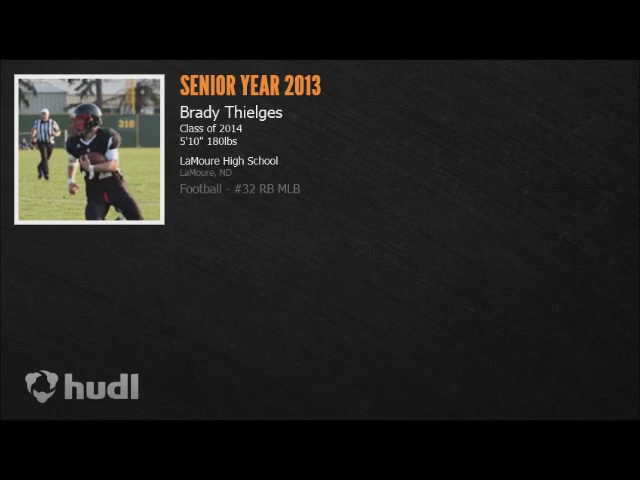 SENIOR YEAR 2013
Brady Thielges
Class of 2014
5'10" 180lbs
LaMoure High School
LaMoure, ND
Football - #32 RB MLB
310
hudl